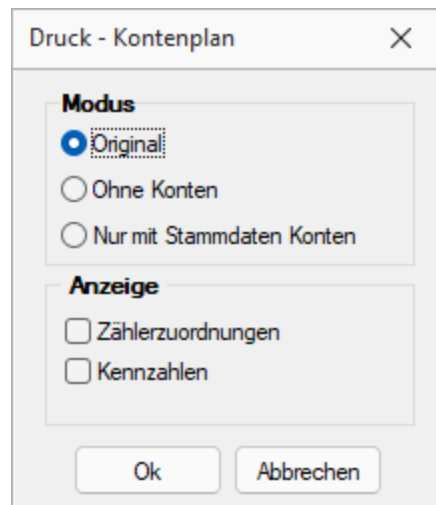 Druck - Kontenplan
Modus
Original
Ohne Konten
Nur mit Stammdaten Konten
Anzeige
Zählerzuordnungen
Kennzahlen
Ok Abbrechen